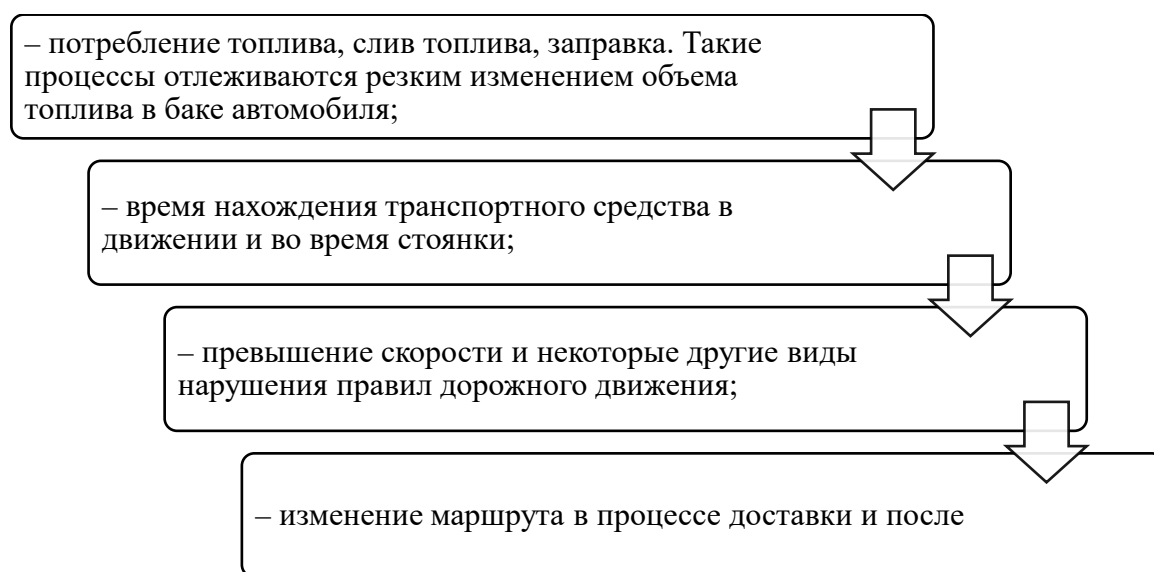 – потребление топлива, слив топлива, заправка. Такие
процессы отлеживаются резким изменением объема
топлива в баке автомобиля;
– время нахождения транспортного средства в
движении и во время стоянки;
– превышение скорости и некоторые другие виды
нарушения правил дорожного движения;
– изменение маршрута в процессе доставки и после